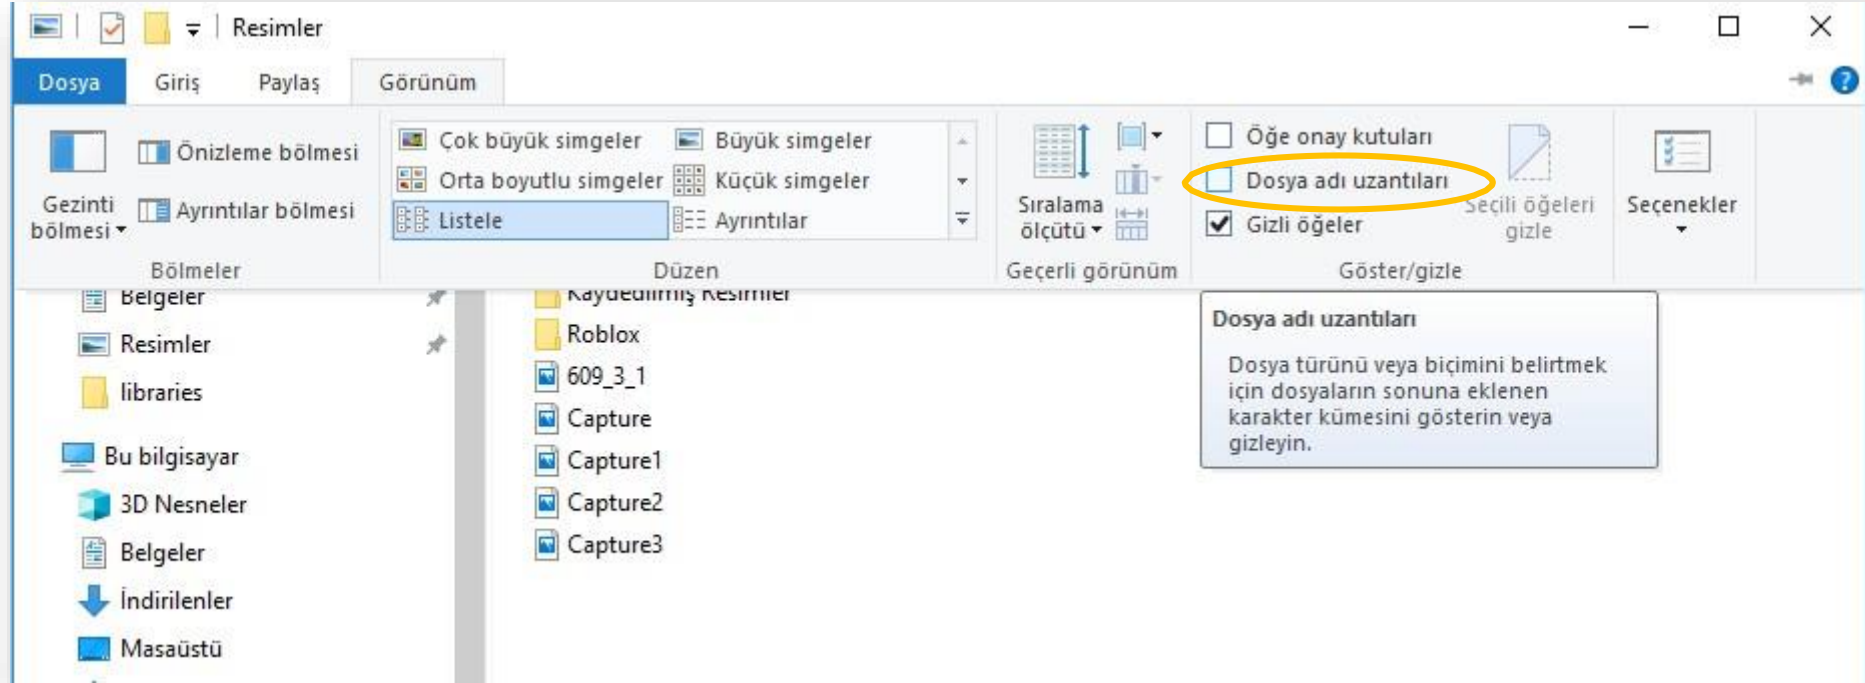 Resimler
Dosya Giriş Paylaş Görünüm
Gezinti bölmesi
Önizleme bölmesi
Ayrıntılar bölmesi
Bölmeler
Çok büyük simgeler Büyük simgeler
Orta boyutlu simgeler Küçük simgeler
Listele Ayrıntılar
Düzen
Sıralama ölçütü
Geçerli görünüm
Öğe onay kutuları
Dosya adı uzantıları
Gizli öğeler
Seçili öğeleri gizle
Göster/gizle
Seçenekler
Belgeler
Resimler
libraries
Bu bilgisayar
3D Nesneler
Belgeler
İndirilenler
Masaüstü
Kaydedilmiş Resimler
Roblox
609_3_1
Capture
Capture1
Capture2
Capture3
Dosya adı uzantıları
Dosya türünü veya biçimini belirtmek
için dosyaların sonuna eklenen
karakter kümesini gösterin veya
gizleyin.